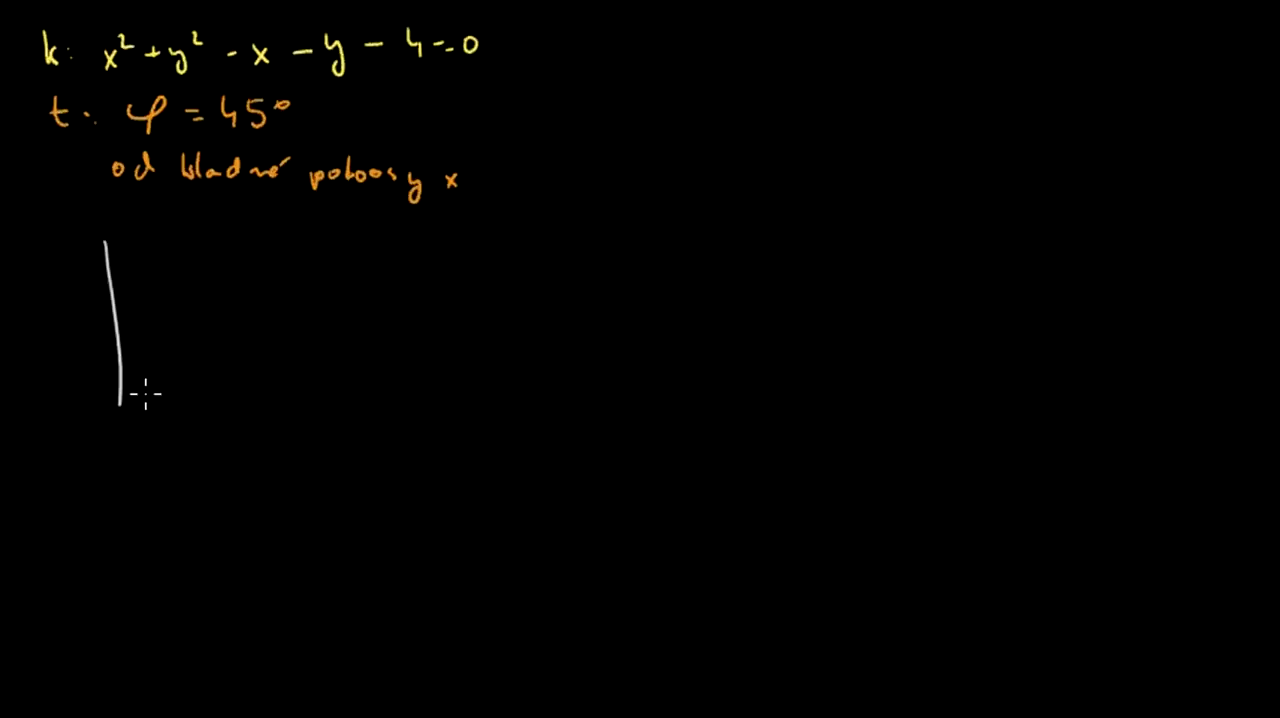 k: x² + y² - x - y - 4 = 0
t: φ = 45°
od kladné poloosy x